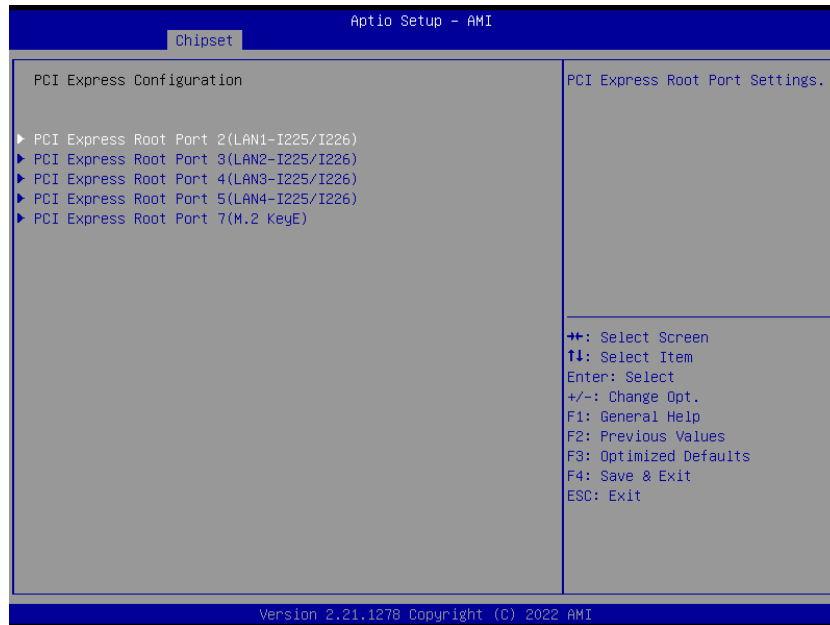 Aptio Setup - AMI
Chipset
PCI Express Configuration
PCI Express Root Port 2(LAN1-I225/I226)
PCI Express Root Port 3(LAN2-I225/I226)
PCI Express Root Port 4(LAN3-I225/I226)
PCI Express Root Port 5(LAN4-I225/I226)
PCI Express Root Port 7(M.2 KeyE)
PCI Express Root Port Settings.
→←: Select Screen
↑↓: Select Item
Enter: Select
+/-: Change Opt.
F1: General Help
F2: Previous Values
F3: Optimized Defaults
F4: Save & Exit
ESC: Exit
Version 2.21.1278 Copyright (C) 2022 AMI